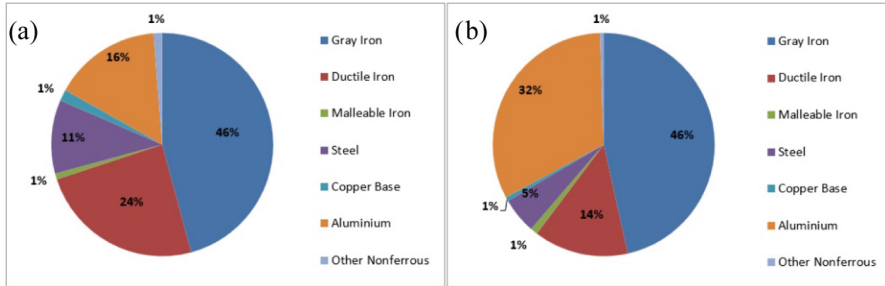 (a)
1%
16%
1%
11%
1%
24%
46%
Gray Iron
Ductile Iron
Malleable Iron
Steel
Copper Base
Aluminium
Other Nonferrous
(b)
1%
32%
1%
5%
1%
14%
46%
Gray Iron
Ductile Iron
Malleable Iron
Steel
Copper Base
Aluminium
Other Nonferrous